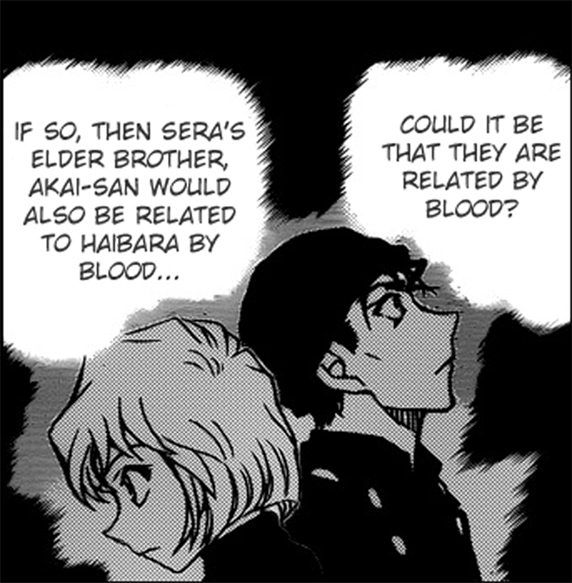 COULD IT BE
THAT THEY ARE
RELATED BY
BLOOD?
IF SO, THEN SERA'S
ELDER BROTHER,
AKAI-SAN WOULD
ALSO BE RELATED
TO HAIBARA BY
BLOOD...